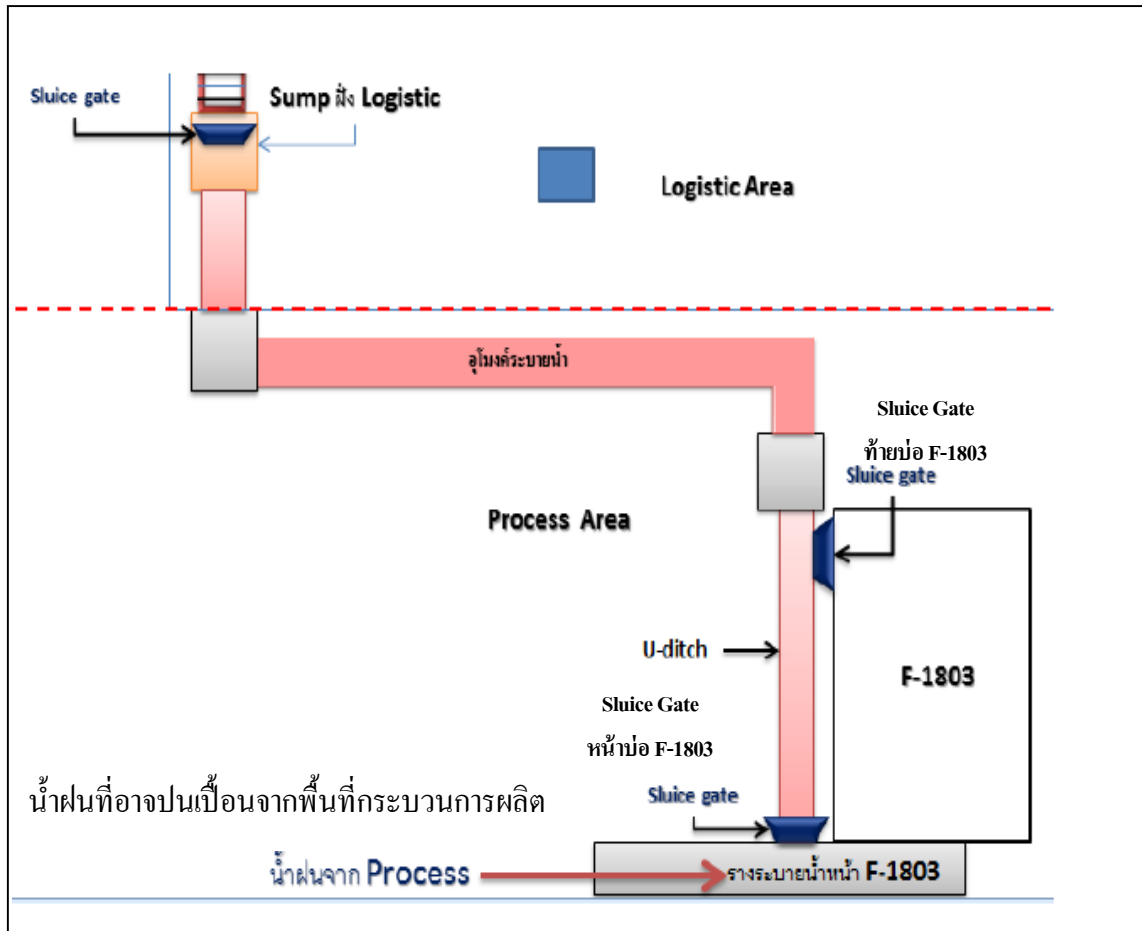 Sluice gate
Sump ฝั่ง Logistic
Logistic Area
อุโมงค์ระบายน้ำ
Sluice Gate
ท้ายบ่อ F-1803
Sluice gate
Process Area
U-ditch
F-1803
Sluice Gate
หน้าบ่อ F-1803
น้ำฝนที่อาจปนเปื้อนจากพื้นที่กระบวนการผลิต
Sluice gate
น้ำฝนจาก Process
รางระบายน้ำหน้า F-1803